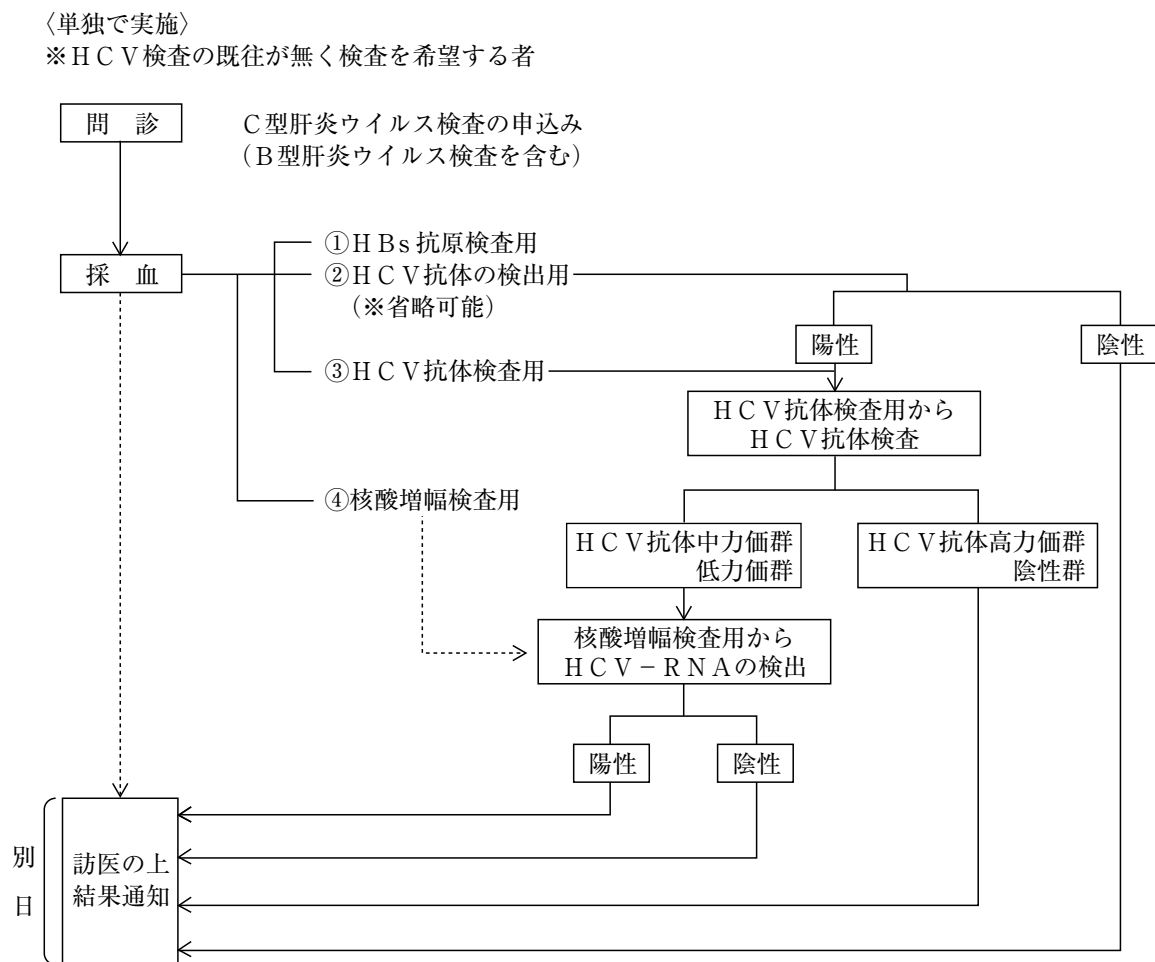 〈単独で実施〉
※ＨＣＶ検査の既往が無く検査を希望する者
問　診
Ｃ型肝炎ウイルス検査の申込み
（Ｂ型肝炎ウイルス検査を含む）
採　血
①ＨＢs抗原検査用
②ＨＣＶ抗体の検出用
（※省略可能）
陽性
陰性
③ＨＣＶ抗体検査用
ＨＣＶ抗体検査用から
ＨＣＶ抗体検査
④核酸増幅検査用
ＨＣＶ抗体中力価群
低力価群
ＨＣＶ抗体高力価群
陰性群
核酸増幅検査用から
ＨＣＶ－ＲＮＡの検出
陽性
陰性
別日
訪医の上
結果通知